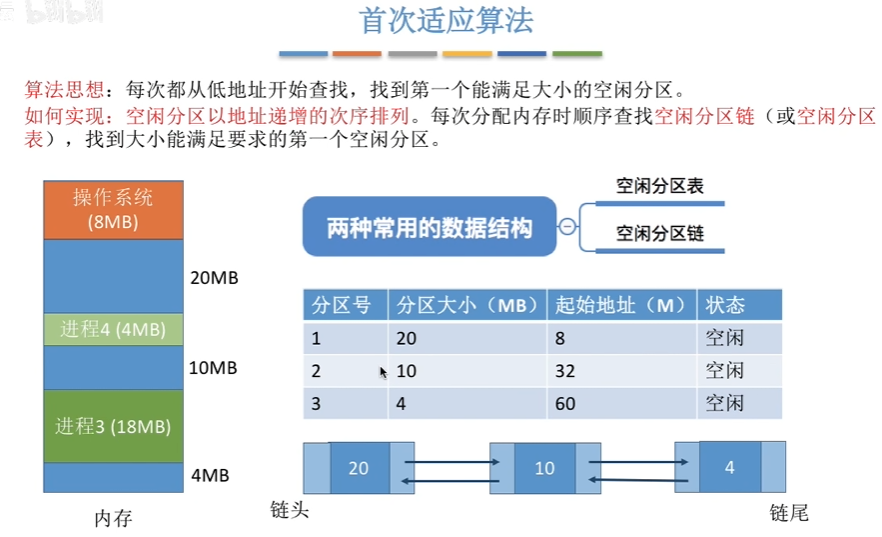 bilibili
首次适应算法
算法思想：每次都从低地址开始查找，找到第一个能满足大小的空闲分区。
如何实现：空闲分区以地址递增的次序排列。每次分配内存时顺序查找空闲分区链（或空闲分区
表），找到大小能满足要求的第一个空闲分区。
操作系统
(8MB)
20MB
进程4 (4MB)
10MB
进程3 (18MB)
4MB
内存
两种常用的数据结构
空闲分区表
空闲分区链
分区号 分区大小（MB） 起始地址（M） 状态
1 20 8 空闲
2 10 32 空闲
3 4 60 空闲
20 10 4
链头
链尾